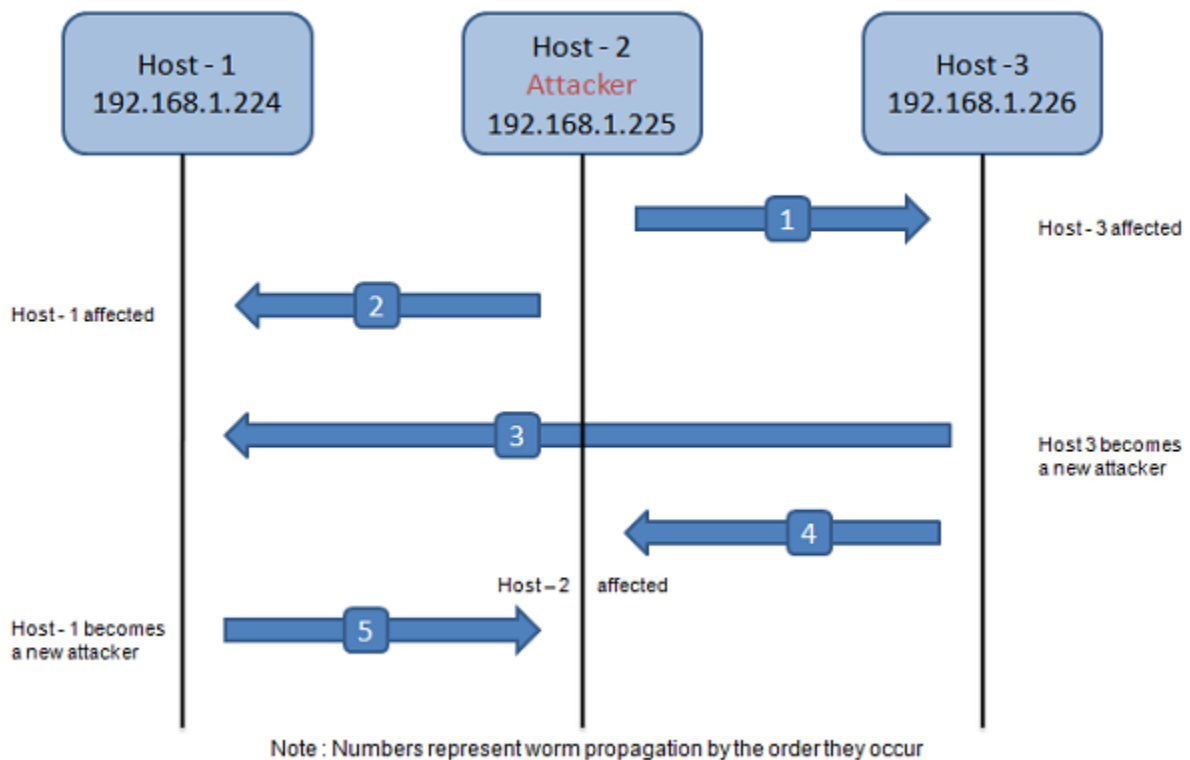 Host - 1
192.168.1.224
Host - 2
Attacker
192.168.1.225
Host -3
192.168.1.226
1
Host - 3 affected
2
Host - 1 affected
3
Host 3 becomes
a new attacker
4
Host – 2 affected
5
Host - 1 becomes
a new attacker
Note : Numbers represent worm propagation by the order they occur